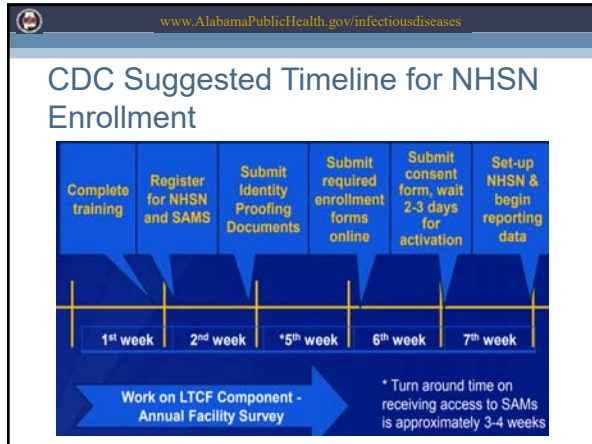 www.AlabamaPublicHealth.gov/infectiousdiseases
CDC Suggested Timeline for NHSN
Enrollment
Complete
training
Register
for NHSN
and SAMS
Submit
Identity
Proofing
Documents
Submit
required
enrollment
forms
online
Submit
consent
form, wait
2-3 days
for
activation
Set-up
NHSN &
begin
reporting
data
1st week
2nd week
*5th week
6th week
7th week
Work on LTCF Component -
Annual Facility Survey
* Turn around time on
receiving access to SAMs
is approximately 3-4 weeks